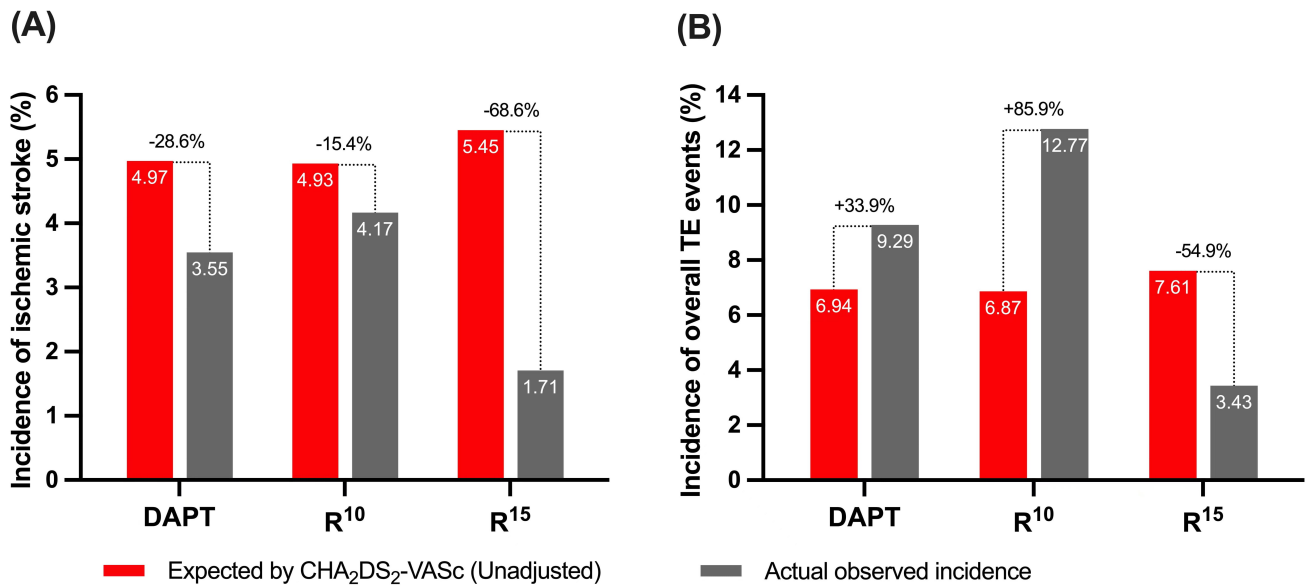 (A)
Incidence of ischemic stroke (%)
6
5
4
3
2
1
0
-28.6%
-15.4%
-68.6%
4.97
3.55
4.93
4.17
5.45
1.71
DAPT
R¹⁰
R¹⁵
(B)
Incidence of overall TE events (%)
14
12
10
8
6
4
2
0
+33.9%
+85.9%
-54.9%
6.94
9.29
6.87
12.77
7.61
3.43
DAPT
R¹⁰
R¹⁵
Expected by CHA₂DS₂-VASc (Unadjusted)
Actual observed incidence